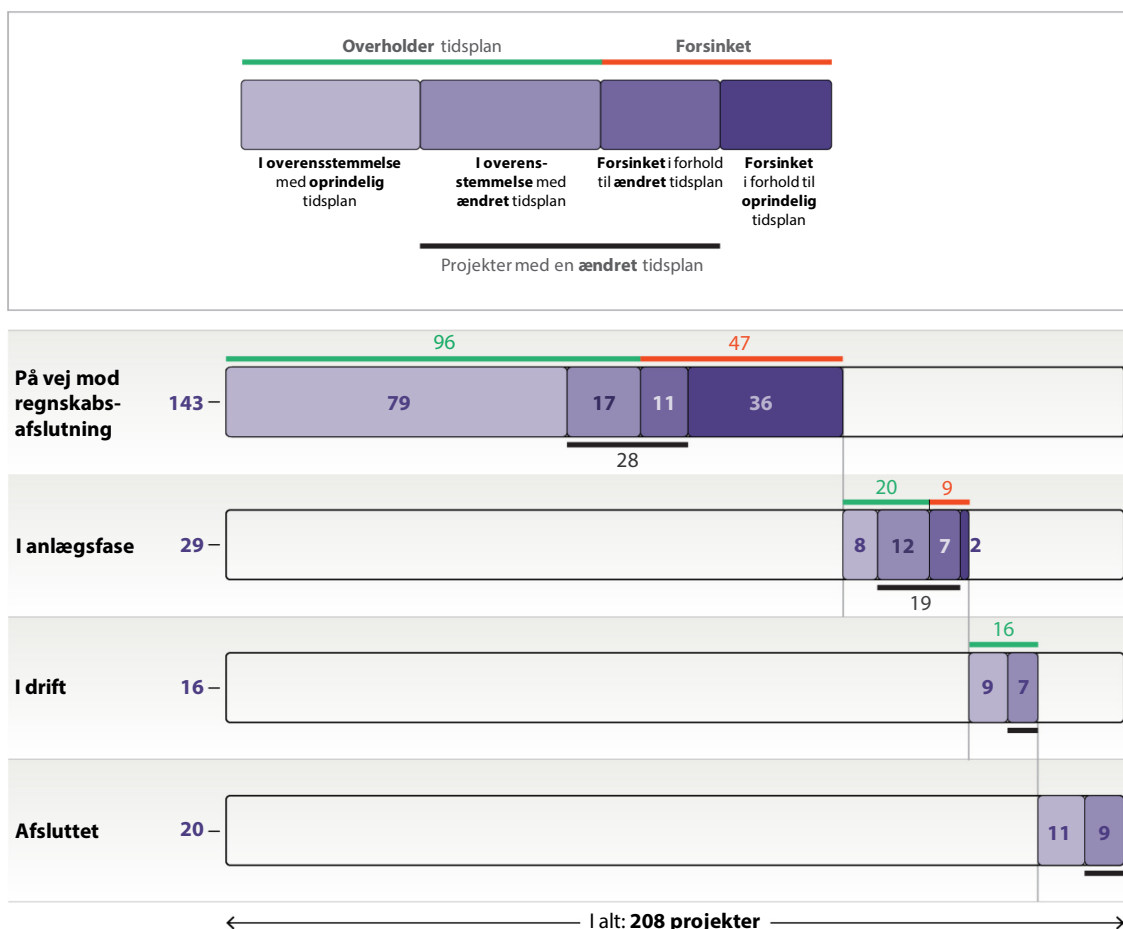 Overholder tidsplan
Forsinket
I overensstemmelse
med oprindelig
tidsplan
I overens-
stemmelse med
ændret tidsplan
Forsinket i forhold
til ændret tidsplan
Forsinket
i forhold til
oprindelig
tidsplan
Projekter med en ændret tidsplan
96
47
På vej mod
regnskabs-
afslutning
143
79
17
11
36
28
20
9
I anlægsfase
29
8
12
7
2
19
16
I drift
16
9
7
Afsluttet
20
11
9
I alt: 208 projekter